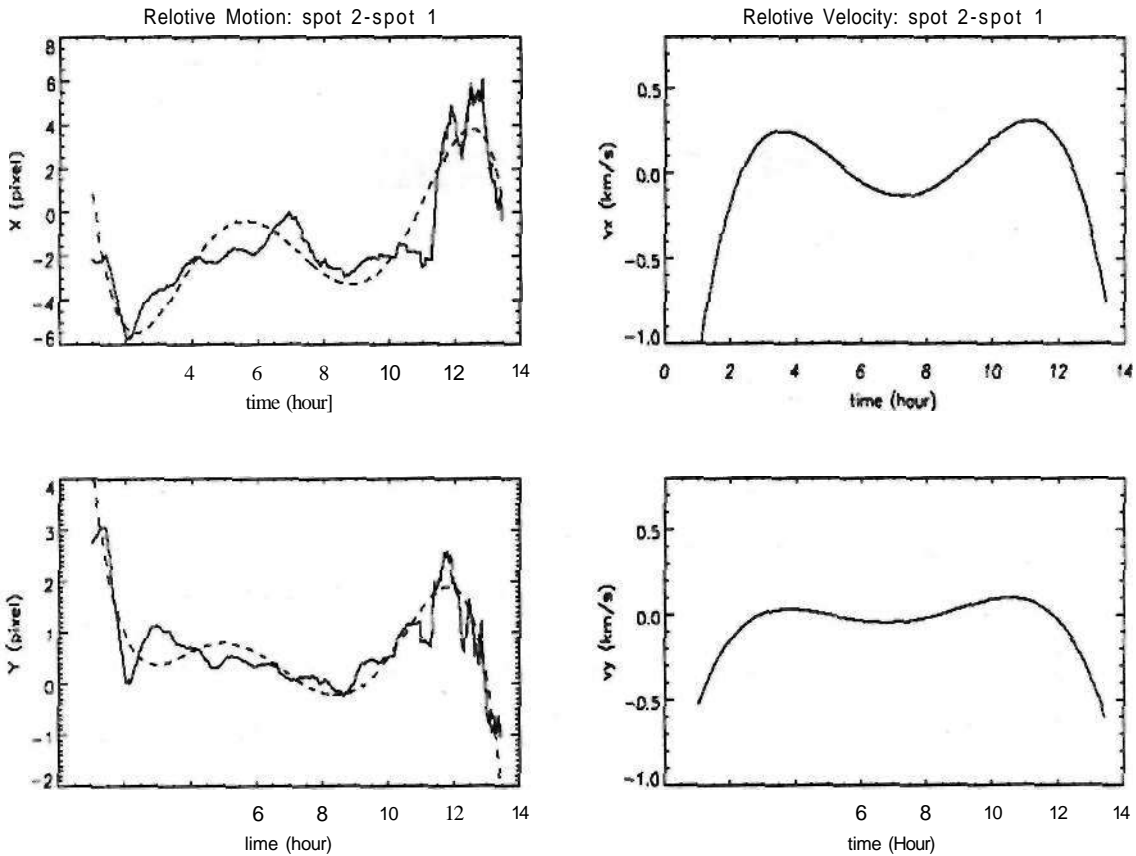 Relotive Motion: spot 2-spot 1
8
6
4
2
0
−2
−4
−6
X (pixel)
4 6 8 10 12 14
time (hour]
Relotive Velocity: spot 2-spot 1
0.5
0.0
−0.5
−1.0
vx (km/s)
0 2 4 6 8 10 12 14
time (hour)
4
3
2
1
0
−1
−2
Y (pixel)
6 8 10 12 14
lime (hour)
0.5
0.0
−0.5
−1.0
vy (km/s)
6 8 10 12 14
time (Hour)